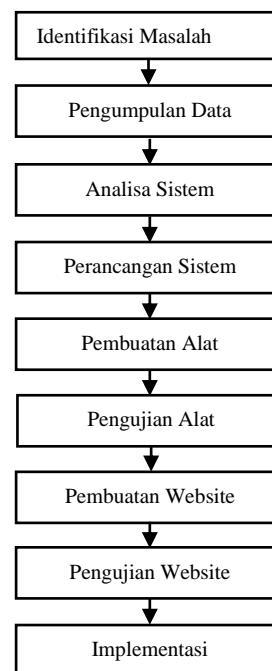 Identifikasi Masalah
Pengumpulan Data
Analisa Sistem
Perancangan Sistem
Pembuatan Alat
Pengujian Alat
Pembuatan Website
Pengujian Website
Implementasi